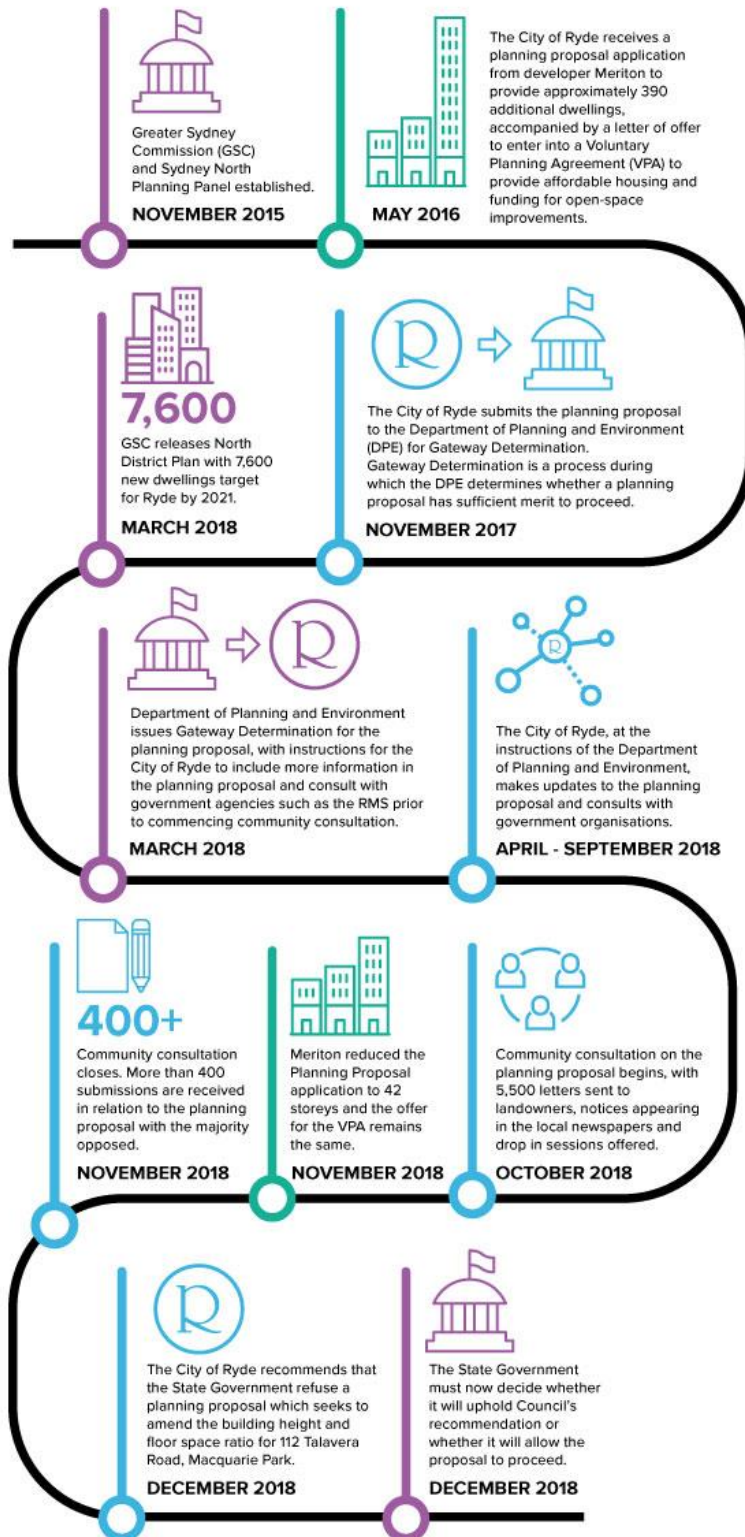 Greater Sydney
Commission (GSC)
and Sydney North
Planning Panel established.
NOVEMBER 2015
The City of Ryde receives a
planning proposal application
from developer Meriton to
provide approximately 390
additional dwellings,
accompanied by a letter of offer
to enter into a Voluntary
Planning Agreement (VPA) to
provide affordable housing and
funding for open-space
improvements.
MAY 2016
R
The City of Ryde submits the planning proposal
to the Department of Planning and Environment
(DPE) for Gateway Determination.
Gateway Determination is a process during
which the DPE determines whether a planning
proposal has sufficient merit to proceed.
NOVEMBER 2017
7,600
GSC releases North
District Plan with 7,600
new dwellings target
for Ryde by 2021.
MARCH 2018
R
Department of Planning and Environment
issues Gateway Determination for the
planning proposal, with instructions for the
City of Ryde to include more information in
the planning proposal and consult with
government agencies such as the RMS prior
to commencing community consultation.
MARCH 2018
R
The City of Ryde, at the
instructions of the Department
of Planning and Environment,
makes updates to the planning
proposal and consults with
government organisations.
APRIL - SEPTEMBER 2018
Community consultation on the
planning proposal begins, with
5,500 letters sent to
landowners, notices appearing
in the local newspapers and
drop in sessions offered.
OCTOBER 2018
Meriton reduced the
Planning Proposal
application to 42
storeys and the offer
for the VPA remains
the same.
NOVEMBER 2018
400+
Community consultation
closes. More than 400
submissions are received
in relation to the planning
proposal with the majority
opposed.
NOVEMBER 2018
R
The City of Ryde recommends that
the State Government refuse a
planning proposal which seeks to
amend the building height and
floor space ratio for 112 Talavera
Road, Macquarie Park.
DECEMBER 2018
The State Government
must now decide whether
it will uphold Council's
recommendation or
whether it will allow the
proposal to proceed.
DECEMBER 2018